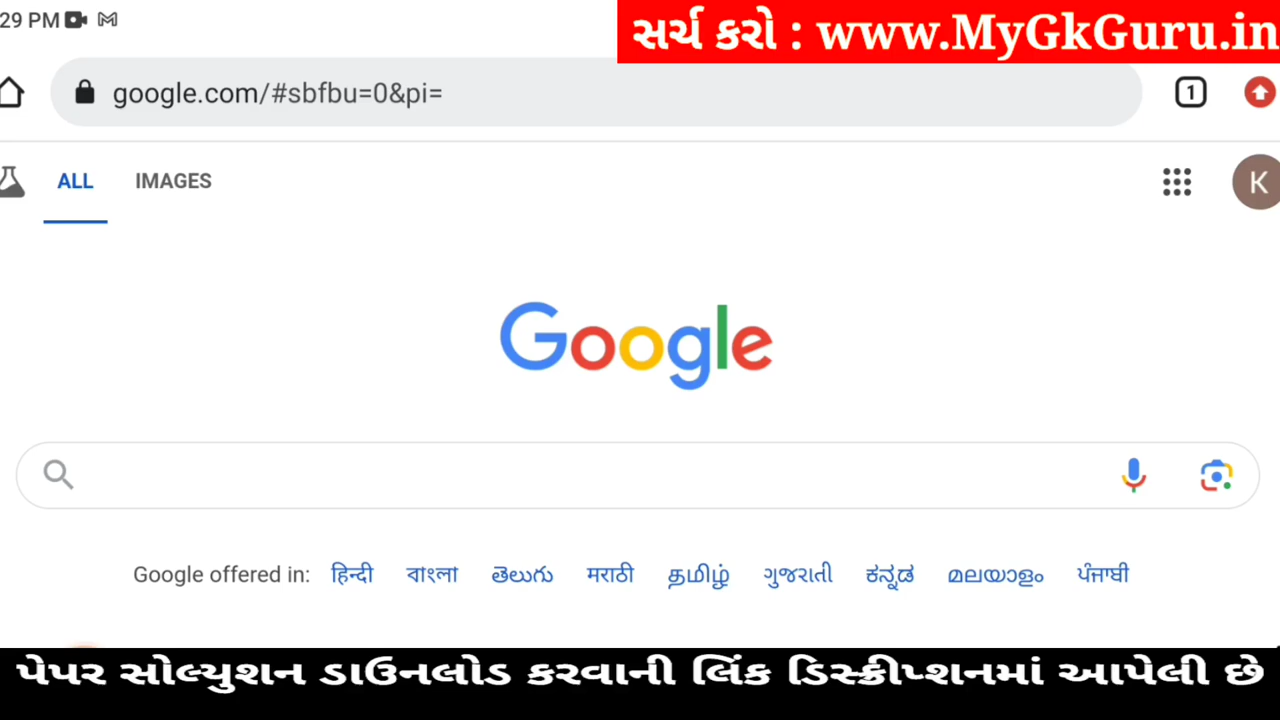 29 PM
સર્ચ કરો : www.MyGkGuru.in
google.com/#sbfbu=0&pi=
1
ALL IMAGES
K
Google
Google offered in: हिन्दी বাংলা తెలుగు मराठी தமிழ் ગુજરાતી ಕನ್ನಡ മലയാളം ਪੰਜਾਬੀ
પેપર સોલ્યુશન ડાઉનલોડ કરવાની લિંક ડિસ્ક્રીપ્શનમાં આપેલી છે